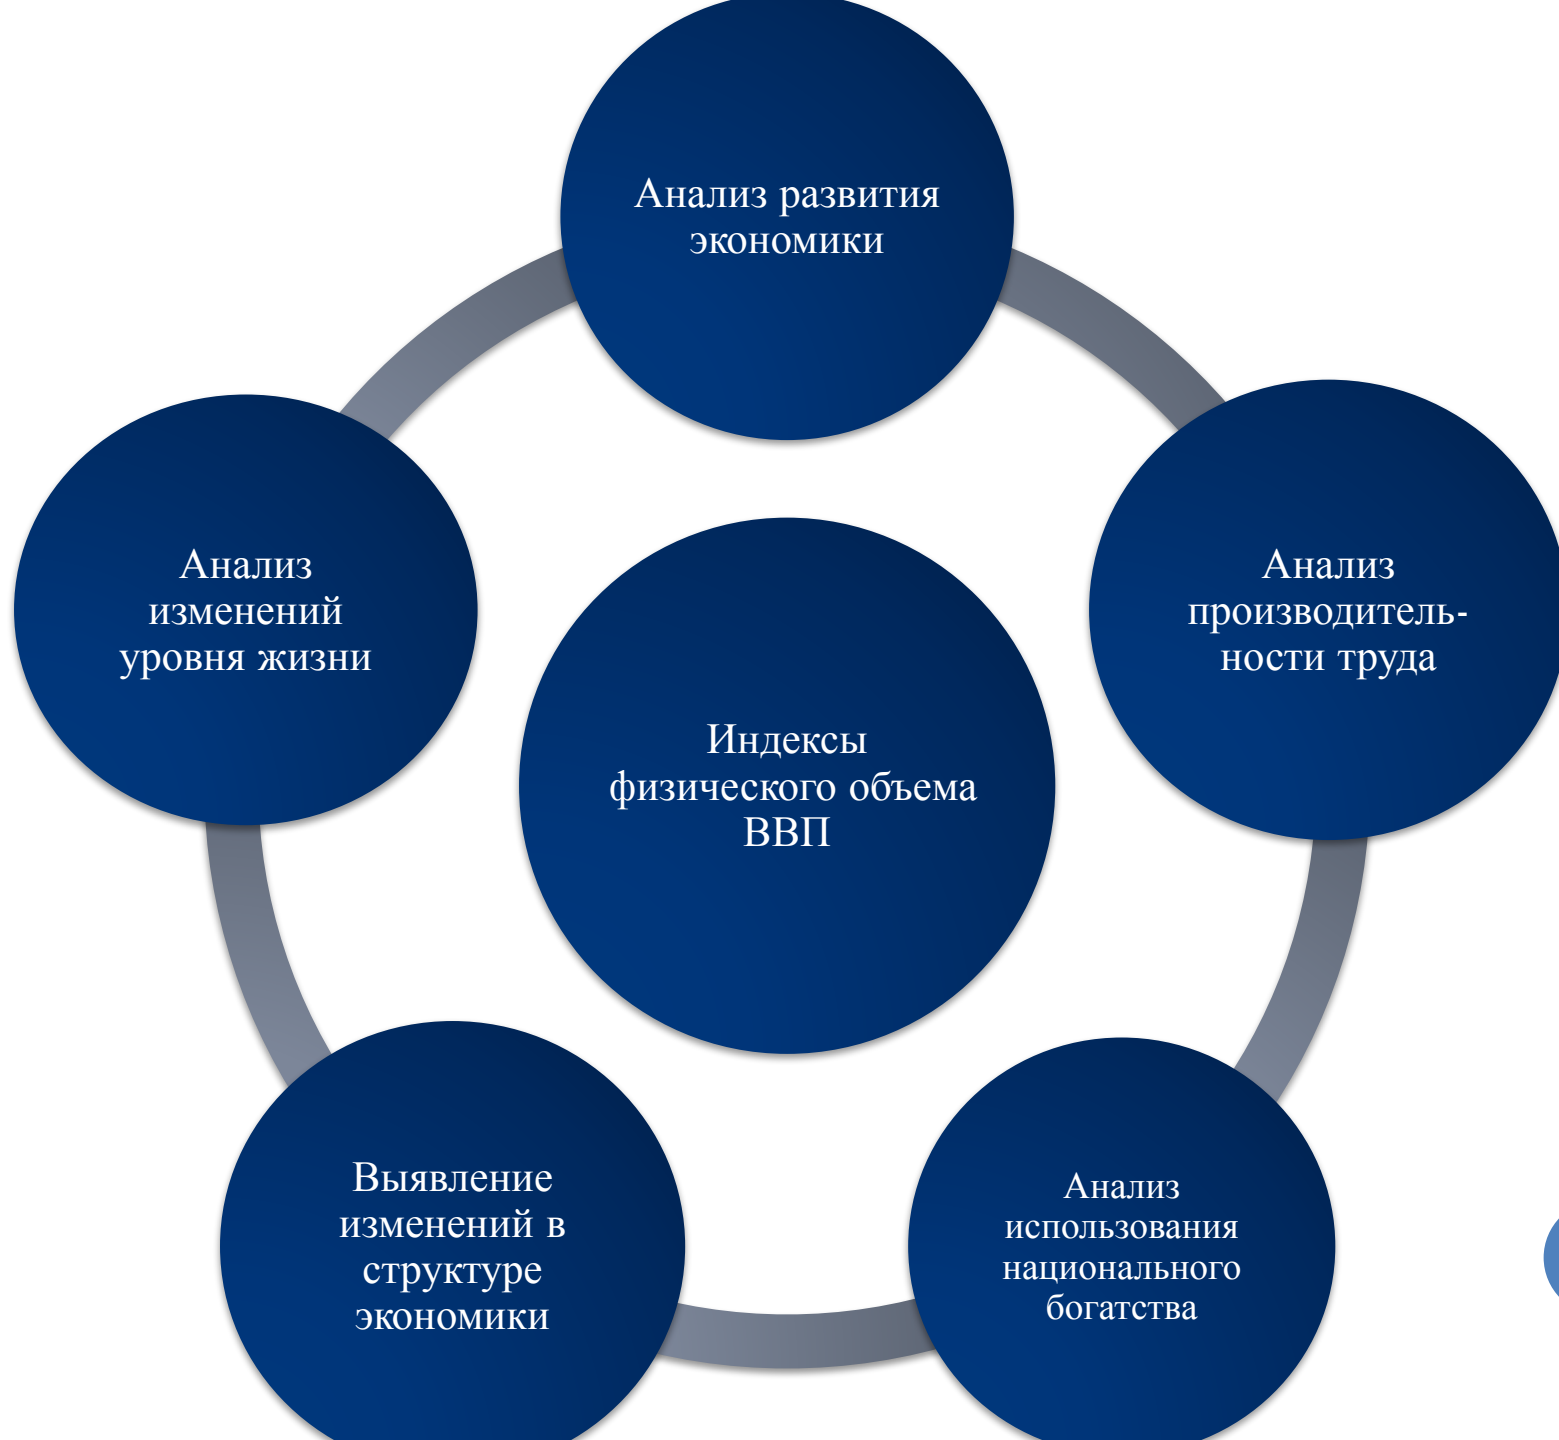 Анализ развития
экономики
Анализ
изменений
уровня жизни
Анализ
производитель-
ности труда
Индексы
физического объема
ВВП
Выявление
изменений в
структуре
экономики
Анализ
использования
национального
богатства